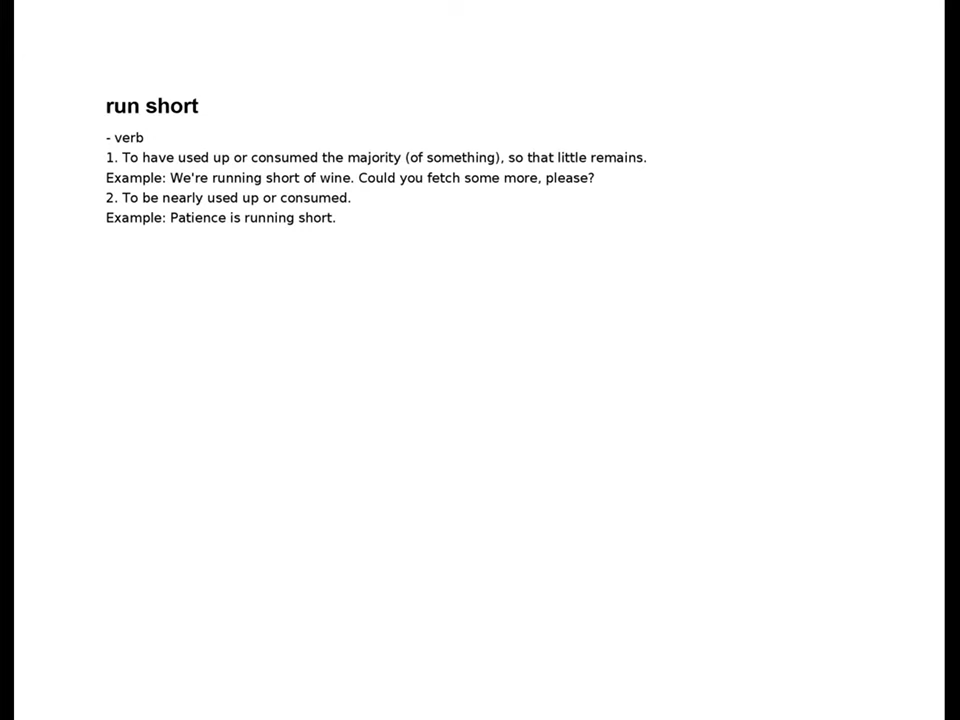 run short
- verb
1. To have used up or consumed the majority (of something), so that little remains.
Example: We're running short of wine. Could you fetch some more, please?
2. To be nearly used up or consumed.
Example: Patience is running short.